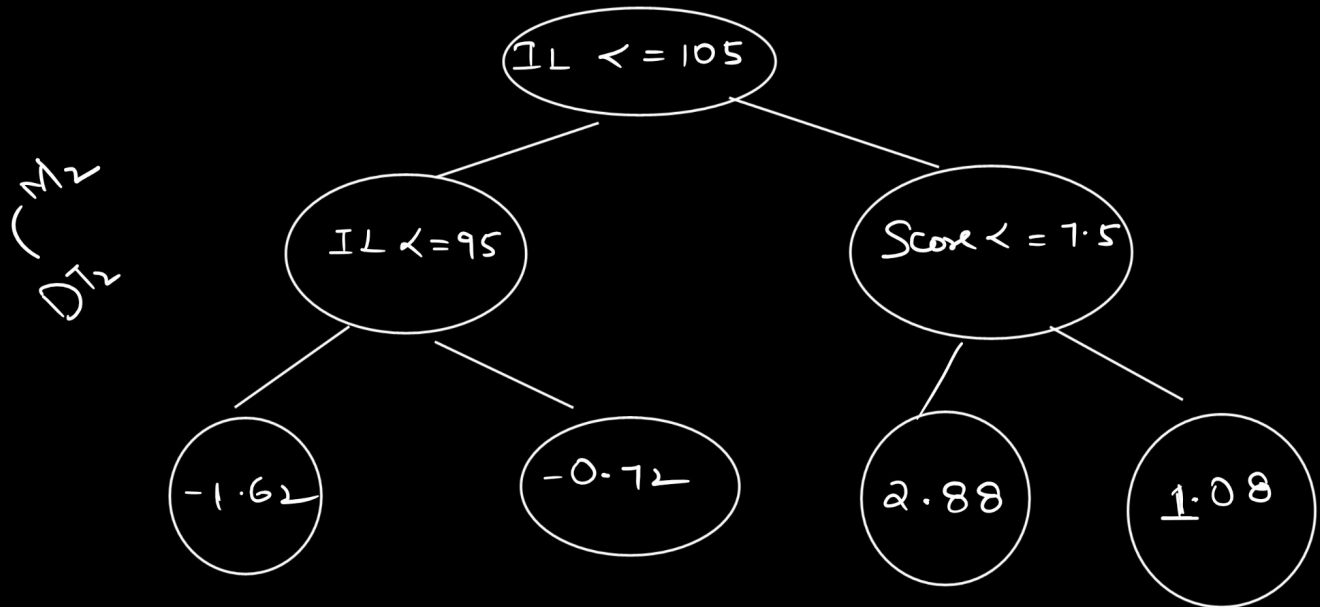 IL <= 105
M2
IL <= 95
Score <= 7.5
DT2
-1.62
-0.72
2.88
1.08